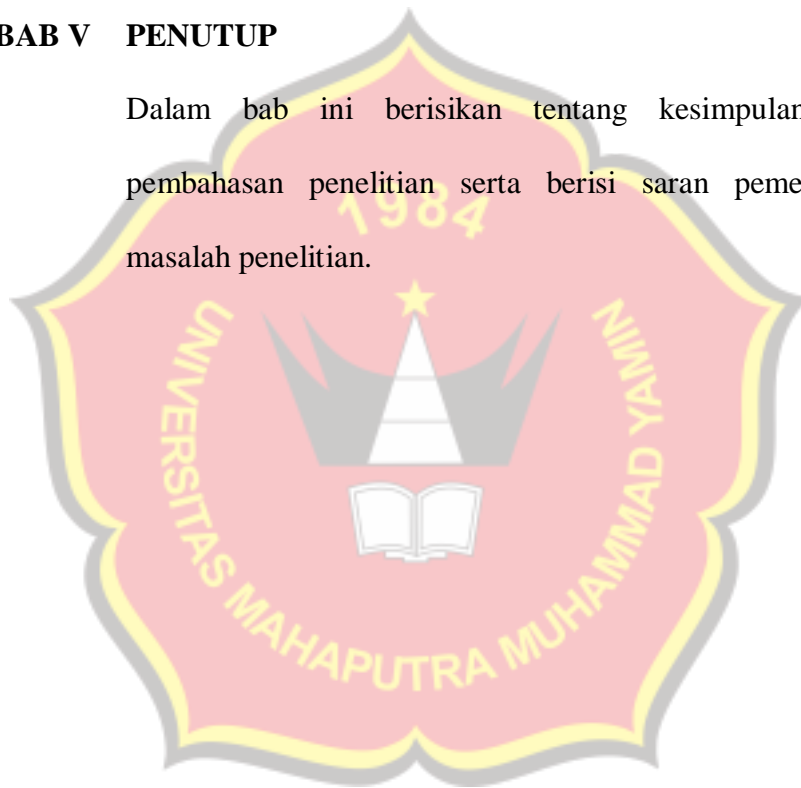 BAB V PENUTUP
Dalam bab ini berisikan tentang kesimpulan
pembahasan penelitian serta berisi saran peme
masalah penelitian.
1984
UNIVERSITAS MAHAPUTRA MUHAMMAD YAMIN